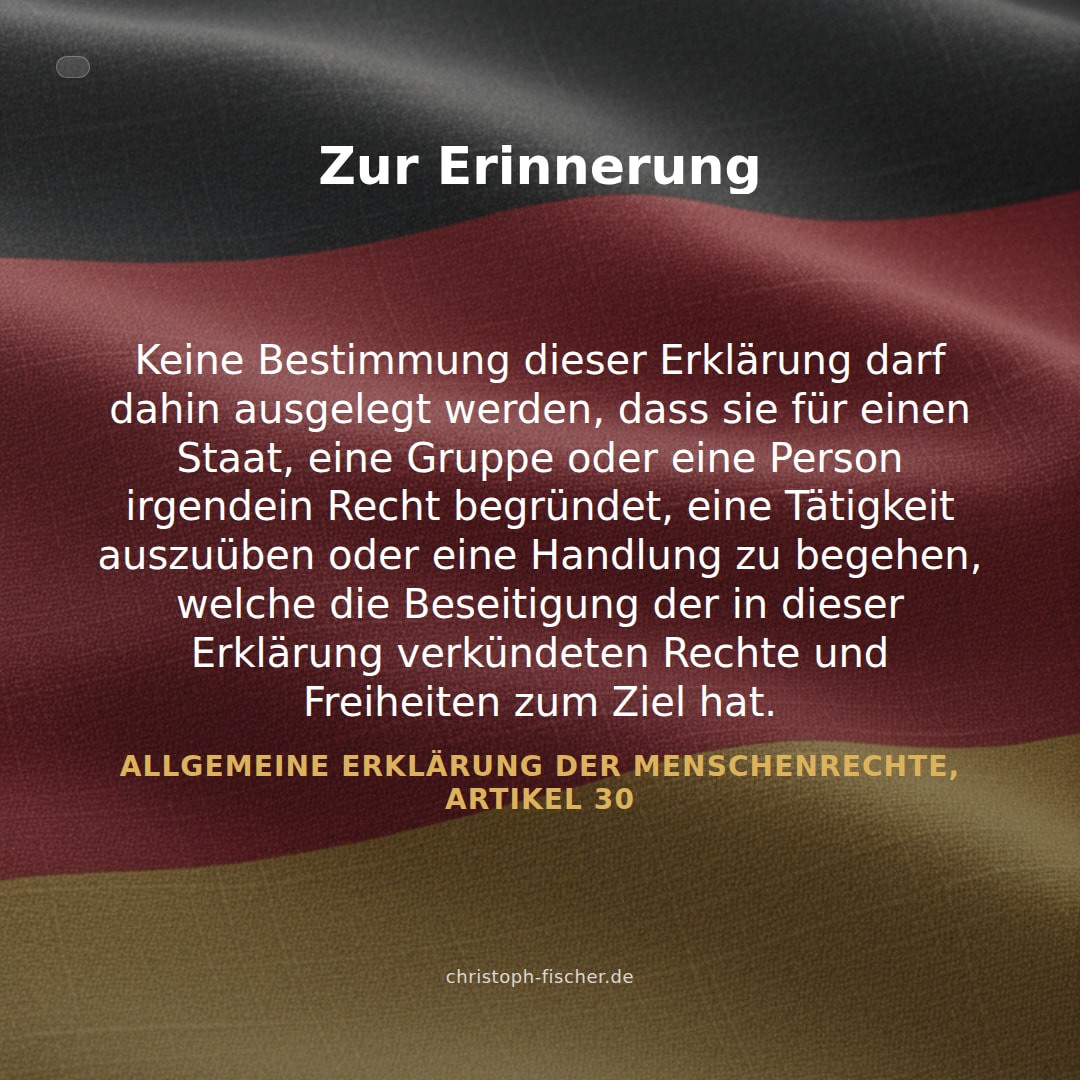 Zur Erinnerung
Keine Bestimmung dieser Erklärung darf
dahin ausgelegt werden, dass sie für einen
Staat, eine Gruppe oder eine Person
irgendein Recht begründet, eine Tätigkeit
auszuüben oder eine Handlung zu begehen,
welche die Beseitigung der in dieser
Erklärung verkündeten Rechte und
Freiheiten zum Ziel hat.
ALLGEMEINE ERKLÄRUNG DER MENSCHENRECHTE,
ARTIKEL 30
christoph-fischer.de